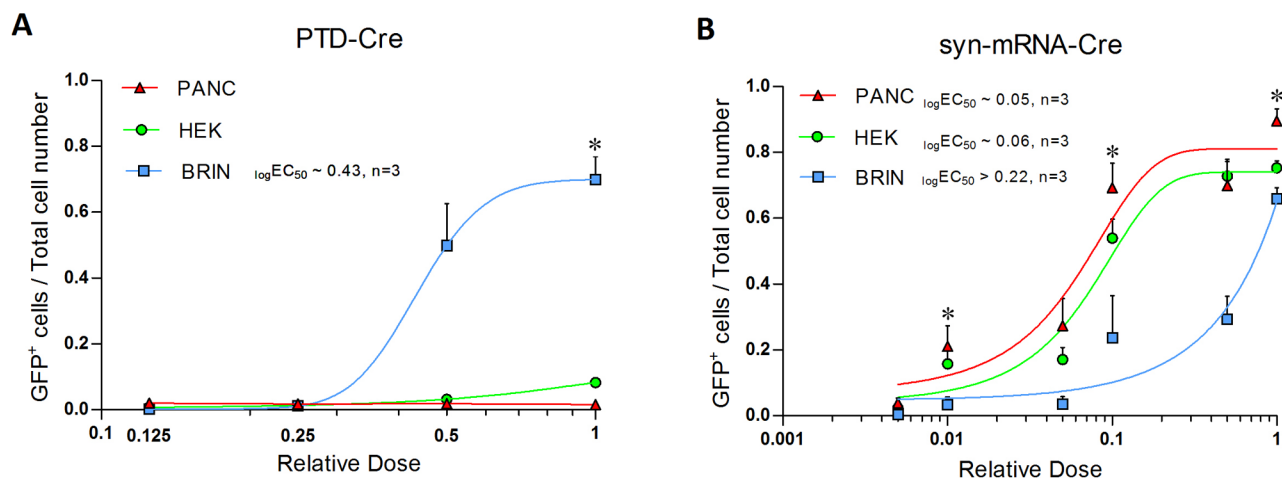 A
PTD-Cre
GFP+ cells / Total cell number
1.0
0.8
0.6
0.4
0.2
0.0
PANC
HEK
BRIN logEC50 ~ 0.43, n=3
*
0.1 0.125 0.25 0.5 1
Relative Dose
B
syn-mRNA-Cre
GFP+ cells / Total cell number
1.0
0.8
0.6
0.4
0.2
0.0
PANC logEC50 ~ 0.05, n=3
HEK logEC50 ~ 0.06, n=3
BRIN logEC50 > 0.22, n=3
* * *
0.001 0.01 0.1 1
Relative Dose